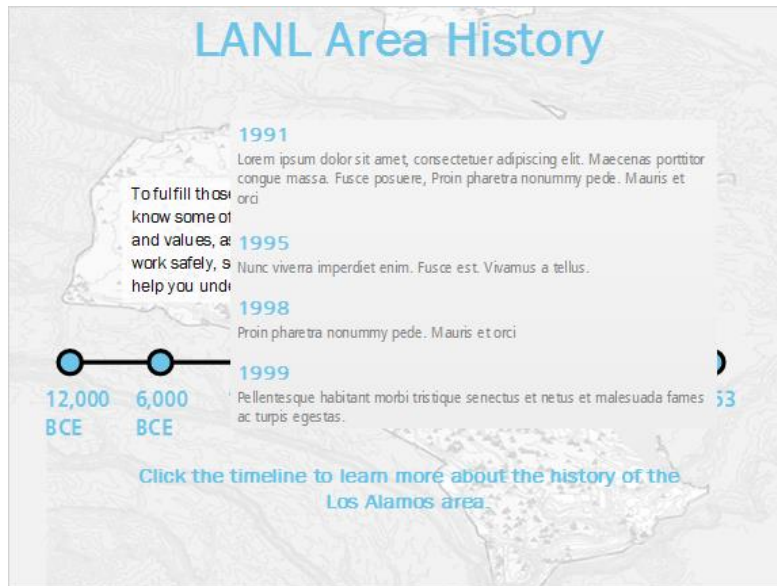 LANL Area History
1991
Lorem ipsum dolor sit amet, consectetuer adipiscing elit. Maecenas porttitor
congue massa. Fusce posuere, Proin pharetra nonummy pede. Mauris et
orci
To fulfill those
know some of
and values, as
work safely, s
help you unde
1995
Nunc viverra imperdiet enim. Fusce est. Vivamus a tellus.
1998
Proin pharetra nonummy pede. Mauris et orci
1999
Pellentesque habitant morbi tristique senectus et netus et malesuada fames
ac turpis egestas.
12,000
BCE
6,000
BCE
53
Click the timeline to learn more about the history of the
Los Alamos area.